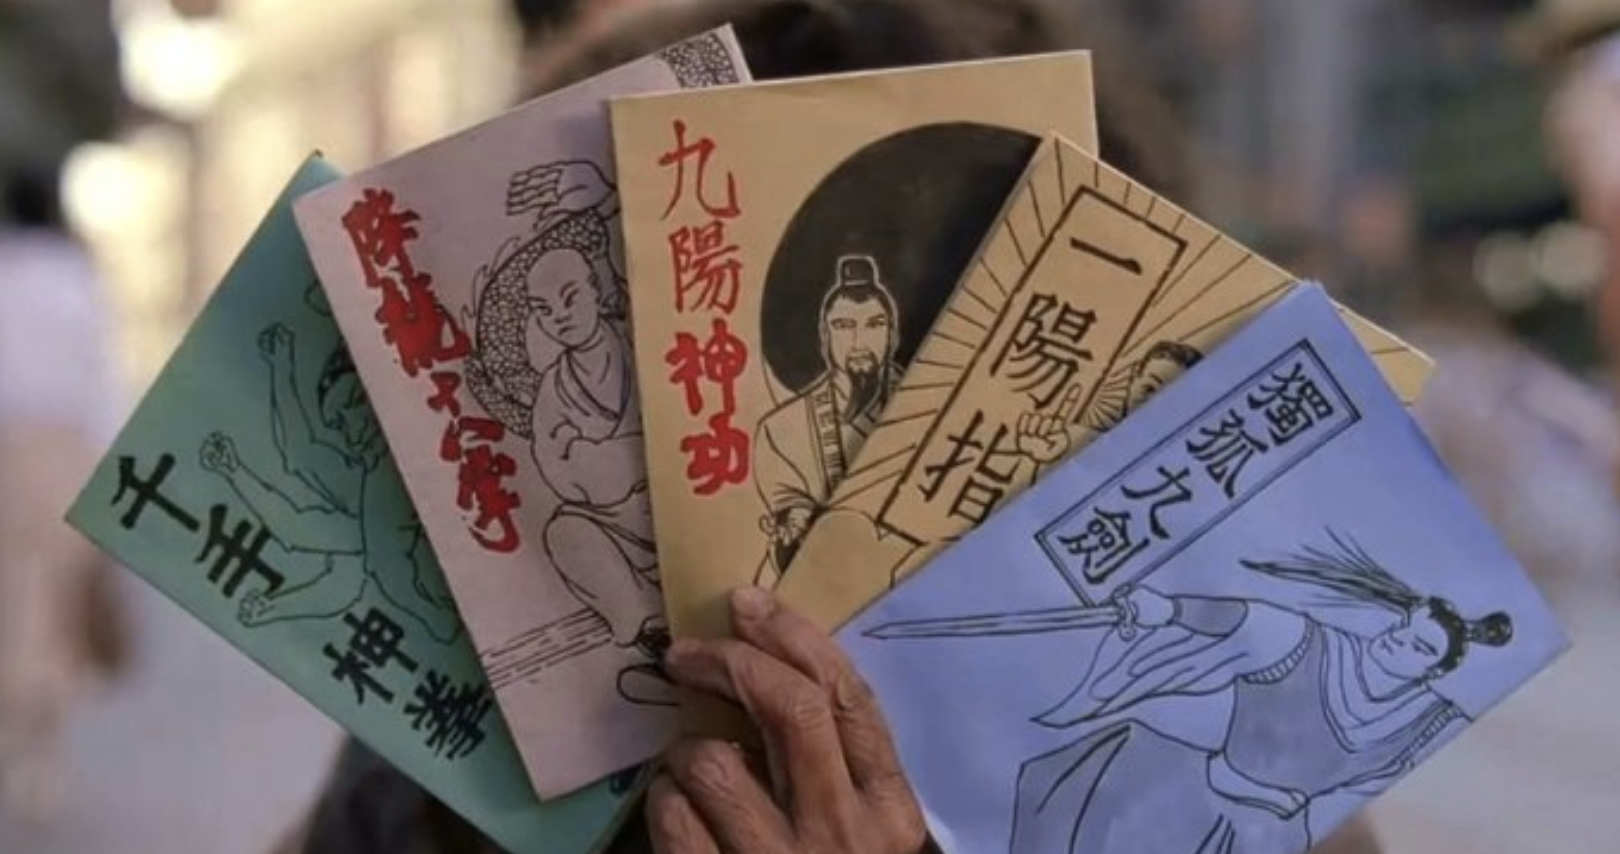 千手神拳
降龍十八掌
九陽神功
一陽指
獨孤九劍